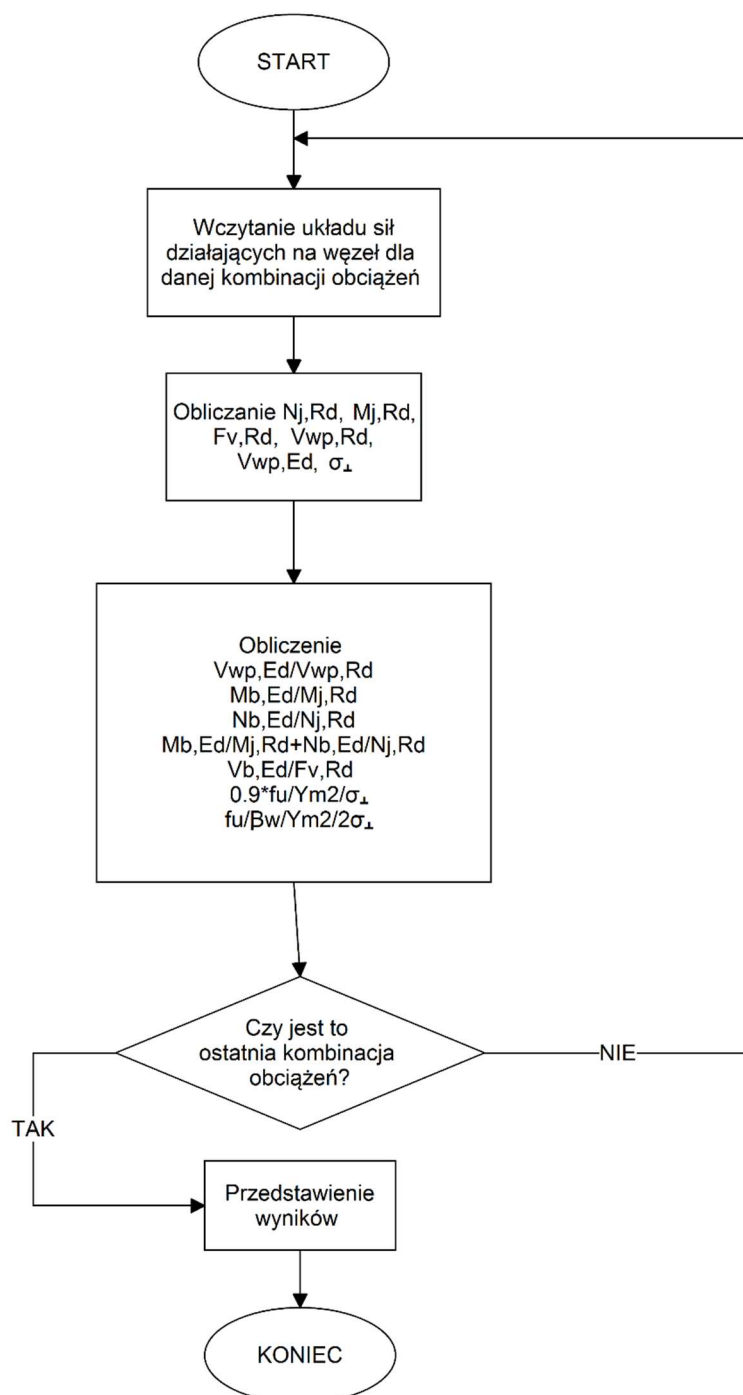 START
Wczytanie układu sił
działających na węzeł dla
danej kombinacji obciążeń
Obliczanie Nj,Rd, Mj,Rd,
Fv,Rd, Vwp,Rd,
Vwp,Ed, σ⊥
Obliczenie
Vwp,Ed/Vwp,Rd
Mb,Ed/Mj,Rd
Nb,Ed/Nj,Rd
Mb,Ed/Mj,Rd+Nb,Ed/Nj,Rd
Vb,Ed/Fv,Rd
0.9*fu/Ym2/σ⊥
fu/βw/Ym2/2σ⊥
Czy jest to
ostatnia kombinacja
obciążeń?
NIE
TAK
Przedstawienie
wyników
KONIEC